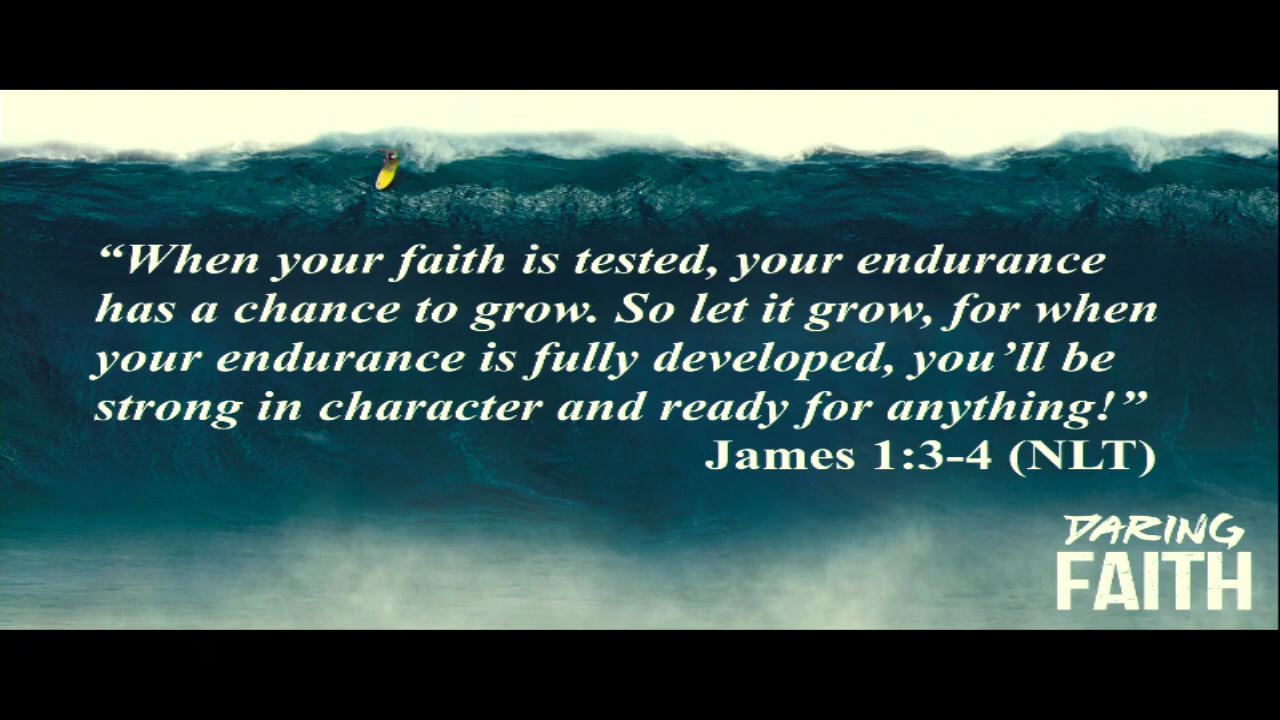 “When your faith is tested, your endurance
has a chance to grow. So let it grow, for when
your endurance is fully developed, you’ll be
strong in character and ready for anything!”
James 1:3-4 (NLT)
DARING
FAITH